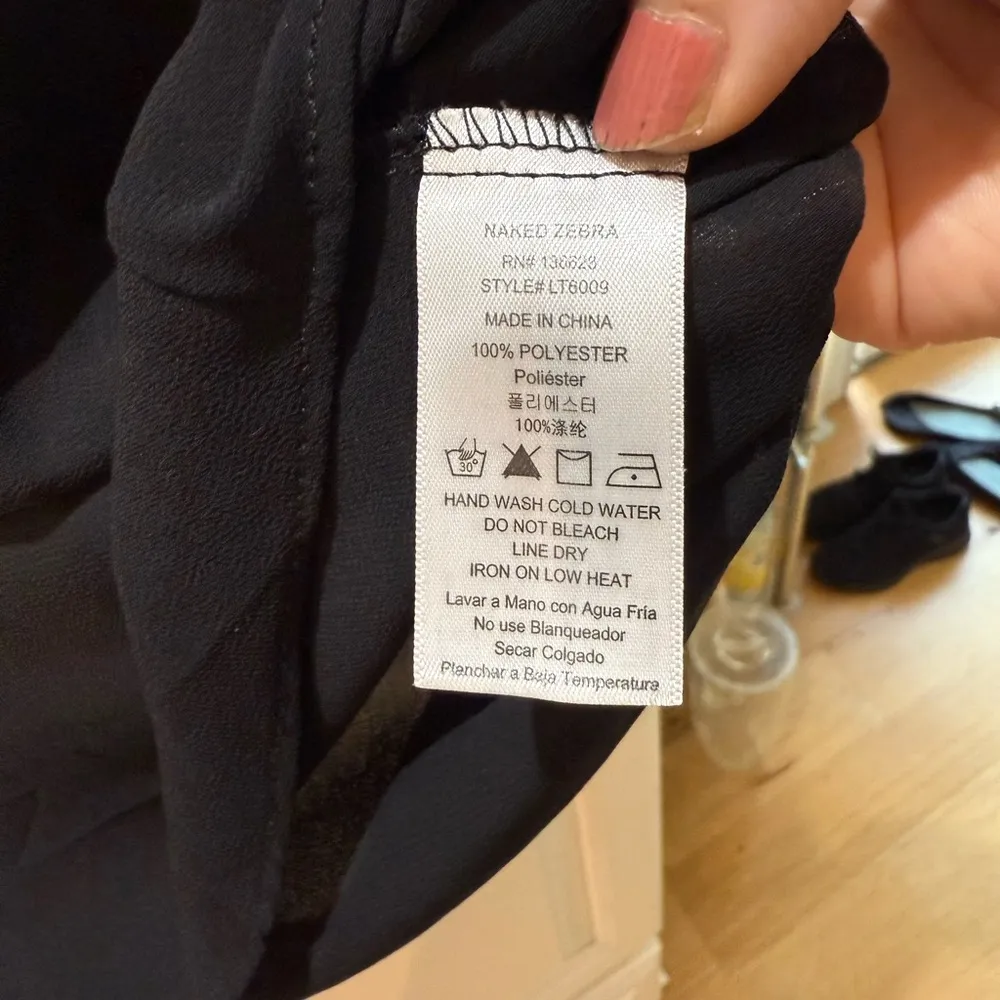 NAKED ZEBRA
RN# 136623
STYLE# LT6009
MADE IN CHINA
100% POLYESTER
Poliéster
폴리에스터
100%涤纶
30°
HAND WASH COLD WATER
DO NOT BLEACH
LINE DRY
IRON ON LOW HEAT
Lavar a Mano con Agua Fría
No use Blanqueador
Secar Colgado
Planchar a Baja Temperatura